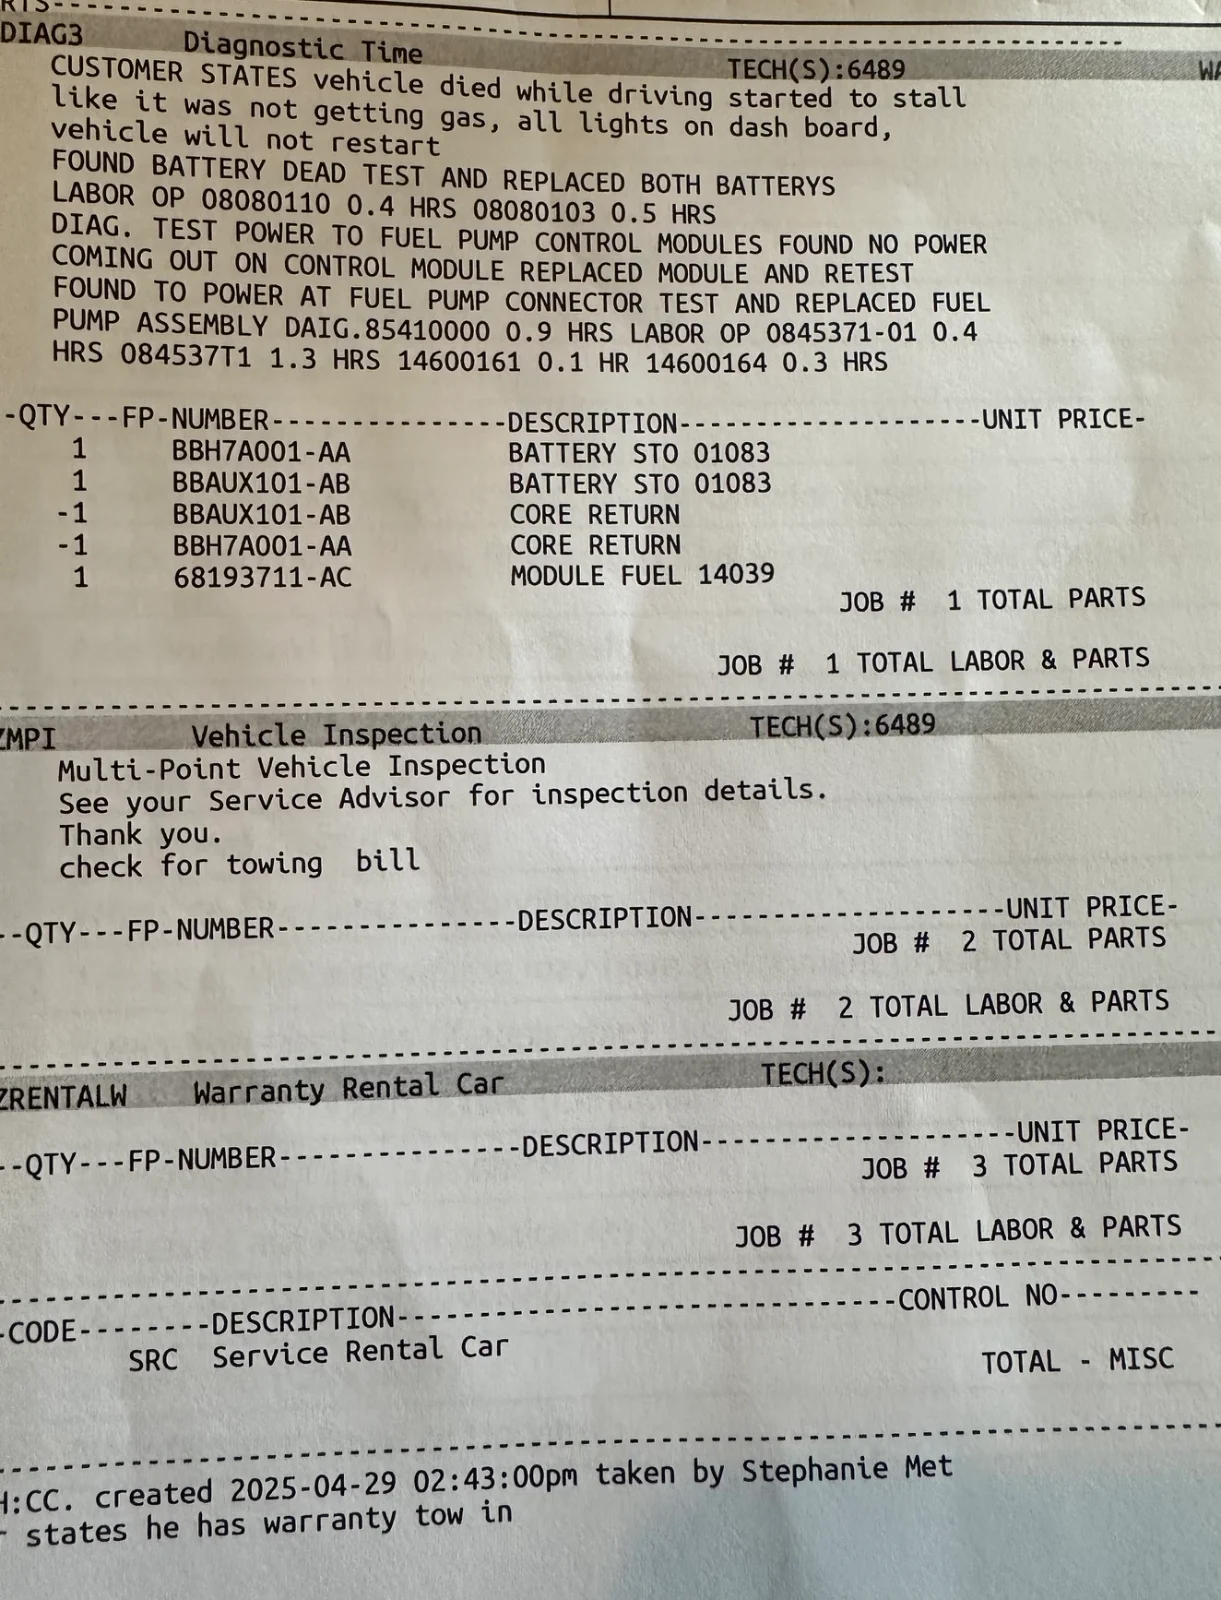 RTS---------------------------------------------
DIAG3 Diagnostic Time TECH(S):6489 WA
CUSTOMER STATES vehicle died while driving started to stall
like it was not getting gas, all lights on dash board,
vehicle will not restart
FOUND BATTERY DEAD TEST AND REPLACED BOTH BATTERYS
LABOR OP 08080110 0.4 HRS 08080103 0.5 HRS
DIAG. TEST POWER TO FUEL PUMP CONTROL MODULES FOUND NO POWER
COMING OUT ON CONTROL MODULE REPLACED MODULE AND RETEST
FOUND TO POWER AT FUEL PUMP CONNECTOR TEST AND REPLACED FUEL
PUMP ASSEMBLY DAIG.85410000 0.9 HRS LABOR OP 0845371-01 0.4
HRS 084537T1 1.3 HRS 14600161 0.1 HR 14600164 0.3 HRS
-QTY---FP-NUMBER---------------DESCRIPTION-------------------UNIT PRICE-
1 BBH7A001-AA BATTERY STO 01083
1 BBAUX101-AB BATTERY STO 01083
-1 BBAUX101-AB CORE RETURN
-1 BBH7A001-AA CORE RETURN
1 68193711-AC MODULE FUEL 14039
JOB # 1 TOTAL PARTS
JOB # 1 TOTAL LABOR & PARTS
ZMPI Vehicle Inspection TECH(S):6489
Multi-Point Vehicle Inspection
See your Service Advisor for inspection details.
Thank you.
check for towing bill
--QTY---FP-NUMBER---------------DESCRIPTION--------------------UNIT PRICE-
JOB # 2 TOTAL PARTS
JOB # 2 TOTAL LABOR & PARTS
ZRENTALW Warranty Rental Car TECH(S):
--QTY---FP-NUMBER---------------DESCRIPTION--------------------UNIT PRICE-
JOB # 3 TOTAL PARTS
JOB # 3 TOTAL LABOR & PARTS
-CODE--------DESCRIPTION-------------------------------CONTROL NO---------
SRC Service Rental Car
TOTAL - MISC
H:CC. created 2025-04-29 02:43:00pm taken by Stephanie Met
states he has warranty tow in